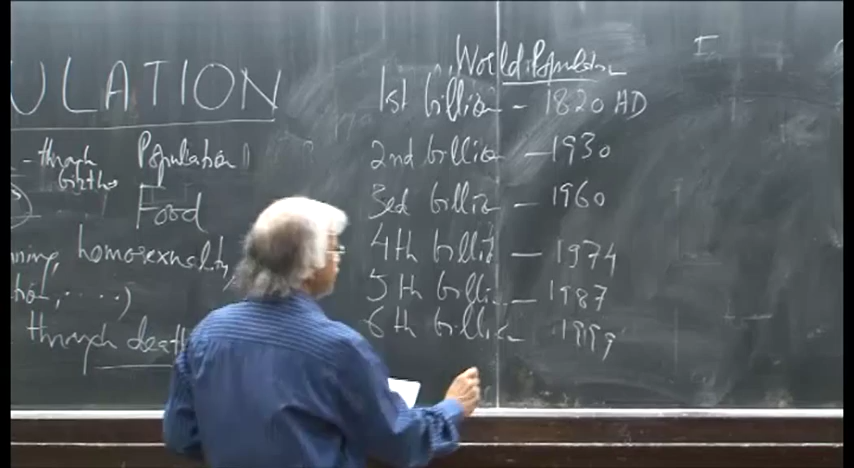 ULATION
- through Population
births
Food
homosexuality,
.....)
through death
World Population
1st billion - 1820 AD
2nd billion - 1930
3rd billion - 1960
4th billion - 1974
5th billion - 1987
6th billion 1999